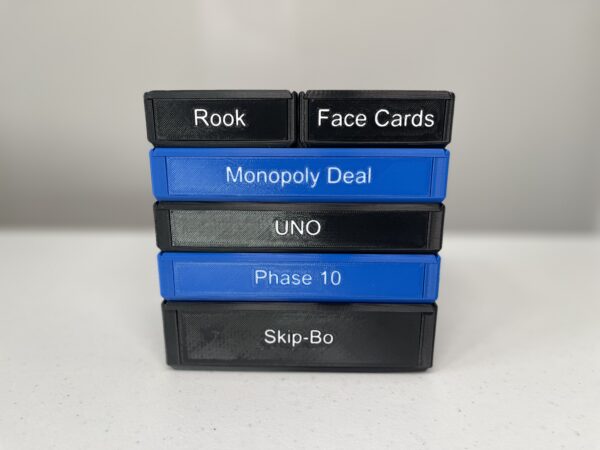 Rook
Face Cards
Monopoly Deal
UNO
Phase 10
Skip-Bo